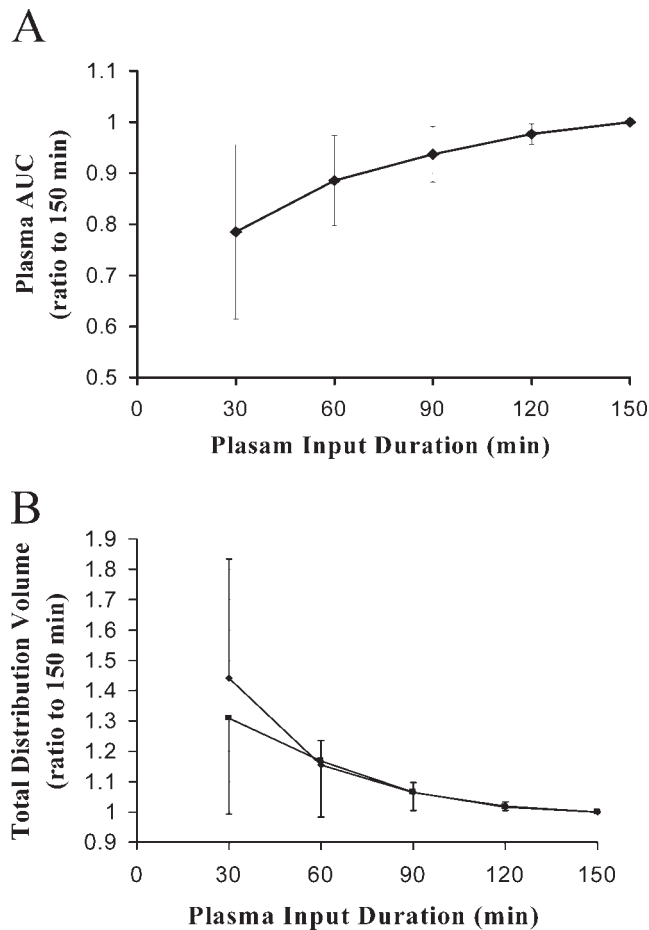 A
Plasma AUC
(ratio to 150 min)
1.1
1
0.9
0.8
0.7
0.6
0.5
0 30 60 90 120 150
Plasam Input Duration (min)
B
Total Distribution Volume
(ratio to 150 min)
1.9
1.8
1.7
1.6
1.5
1.4
1.3
1.2
1.1
1
0.9
0 30 60 90 120 150
Plasma Input Duration (min)